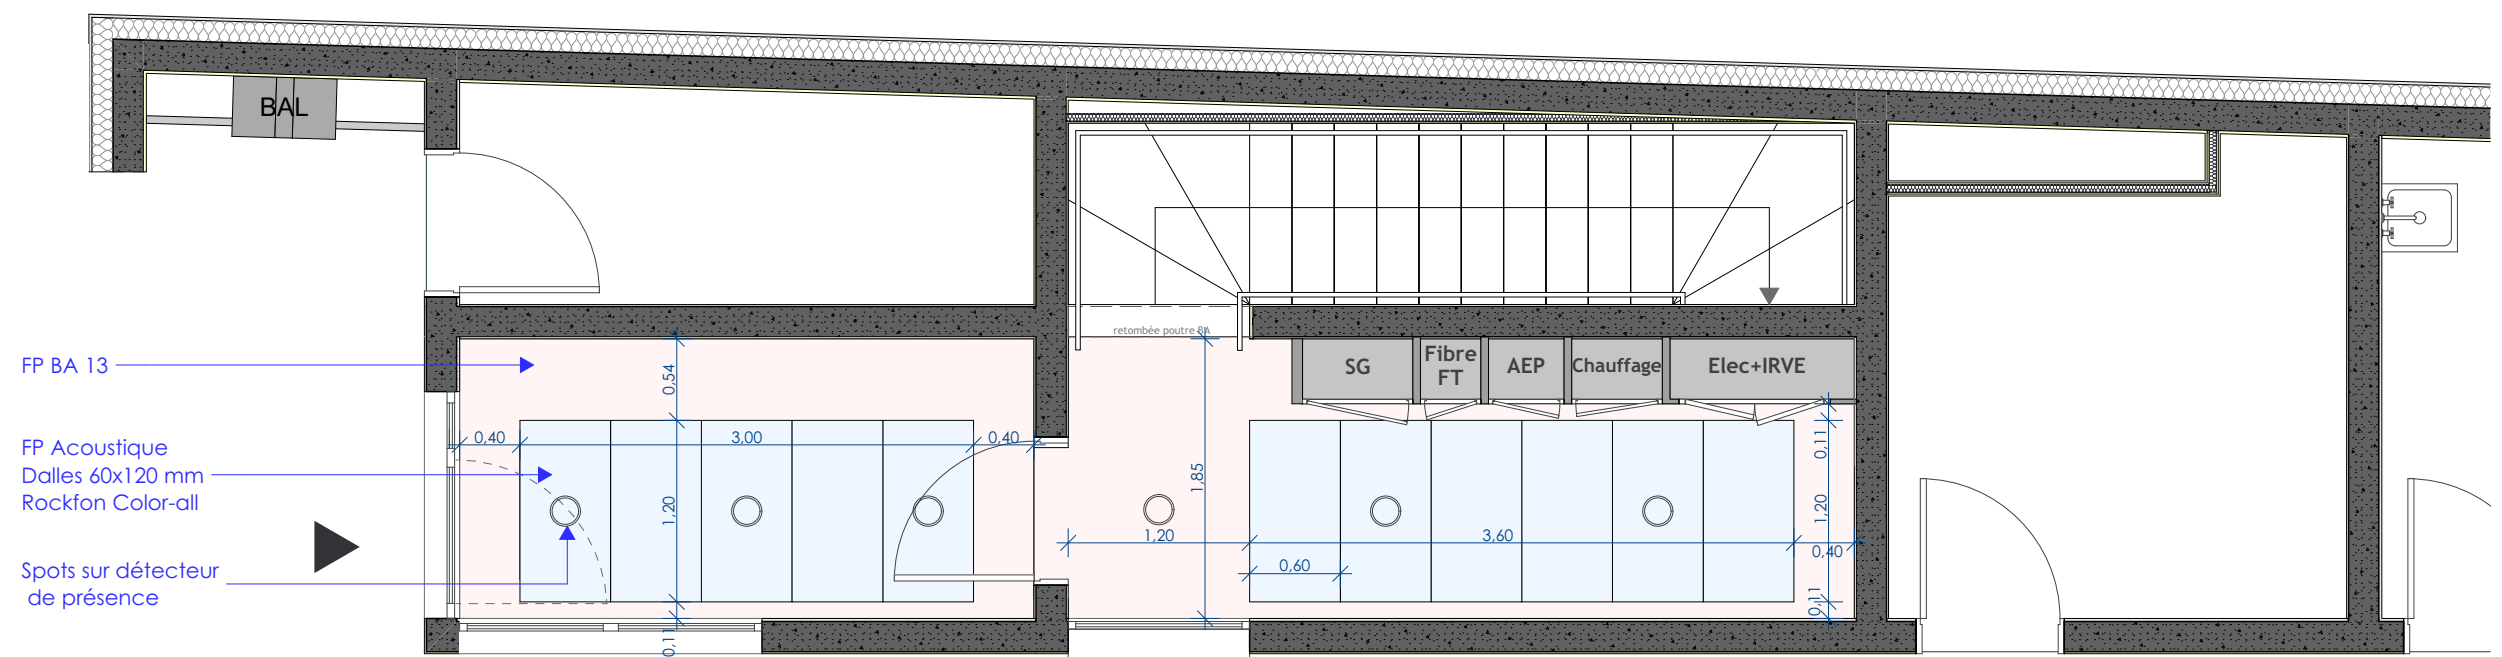 BAL
retombée poutre BA
FP BA 13
SG
Fibre
FT
AEP
Chauffage
Elec+IRVE
0,54
0,40
3,00
0,40
0,11
FP Acoustique
Dalles 60x120 mm
Rockfon Color-all
1,85
1,20
1,20
1,20
3,60
0,40
0,60
Spots sur détecteur
de présence
0,11
0,11